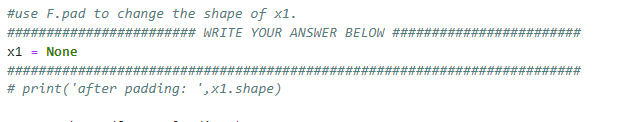 #use F.pad to change the shape of x1.
####################### WRITE YOUR ANSWER BELOW #######################
x1 = None
########################################################################
# print('after padding: ',x1.shape)